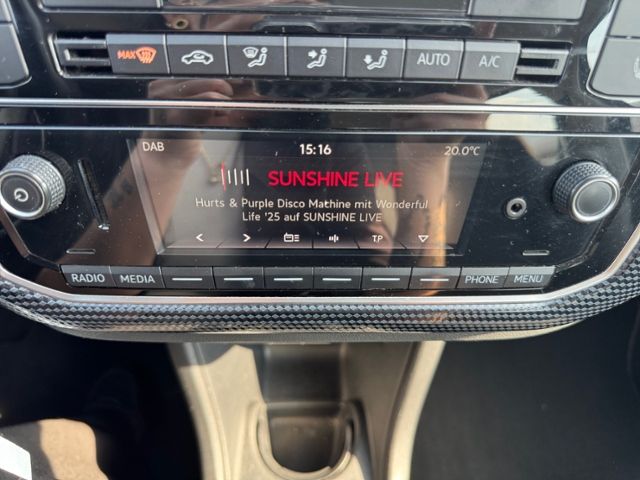 MAX
AUTO
A/C
DAB
15:16
20.0°C
SUNSHINE LIVE
Hurts & Purple Disco Mathine mit Wonderful
Life '25 auf SUNSHINE LIVE
< > TP
RADIO MEDIA PHONE MENU